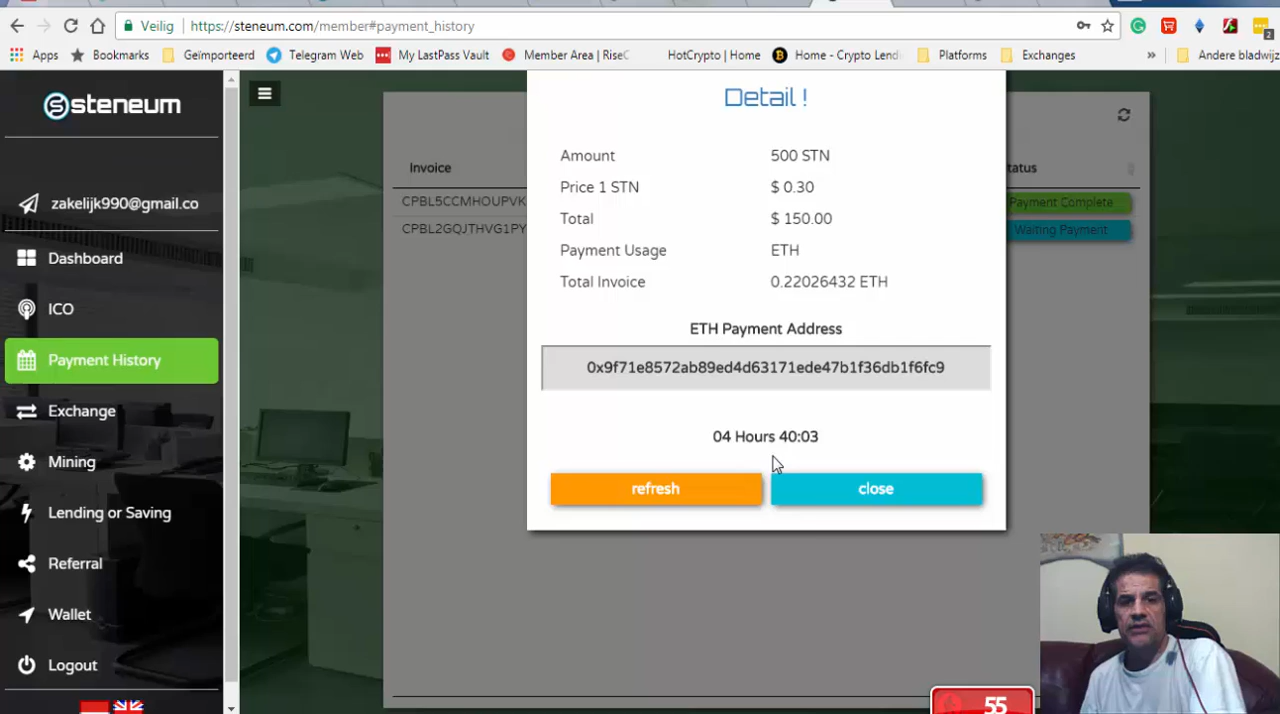 Veilig https://steneum.com/member#payment_history
Apps Bookmarks Geïmporteerd Telegram Web My LastPass Vault Member Area | RiseC HotCrypto | Home Home - Crypto Lendi Platforms Exchanges » Andere bladwijz
2
steneum
zakelijk990@gmail.co
Dashboard
ICO
Payment History
Exchange
Mining
Lending or Saving
Referral
Wallet
Logout
Invoice
tatus
CPBL5CCMHOUPVK
Payment Complete
CPBL2GQJTHVG1PY
Waiting Payment
Detail !
Amount 500 STN
Price 1 STN $ 0.30
Total $ 150.00
Payment Usage ETH
Total Invoice 0.22026432 ETH
ETH Payment Address
0x9f71e8572ab89ed4d63171ede47b1f36db1f6fc9
04 Hours 40:03
refresh close
55